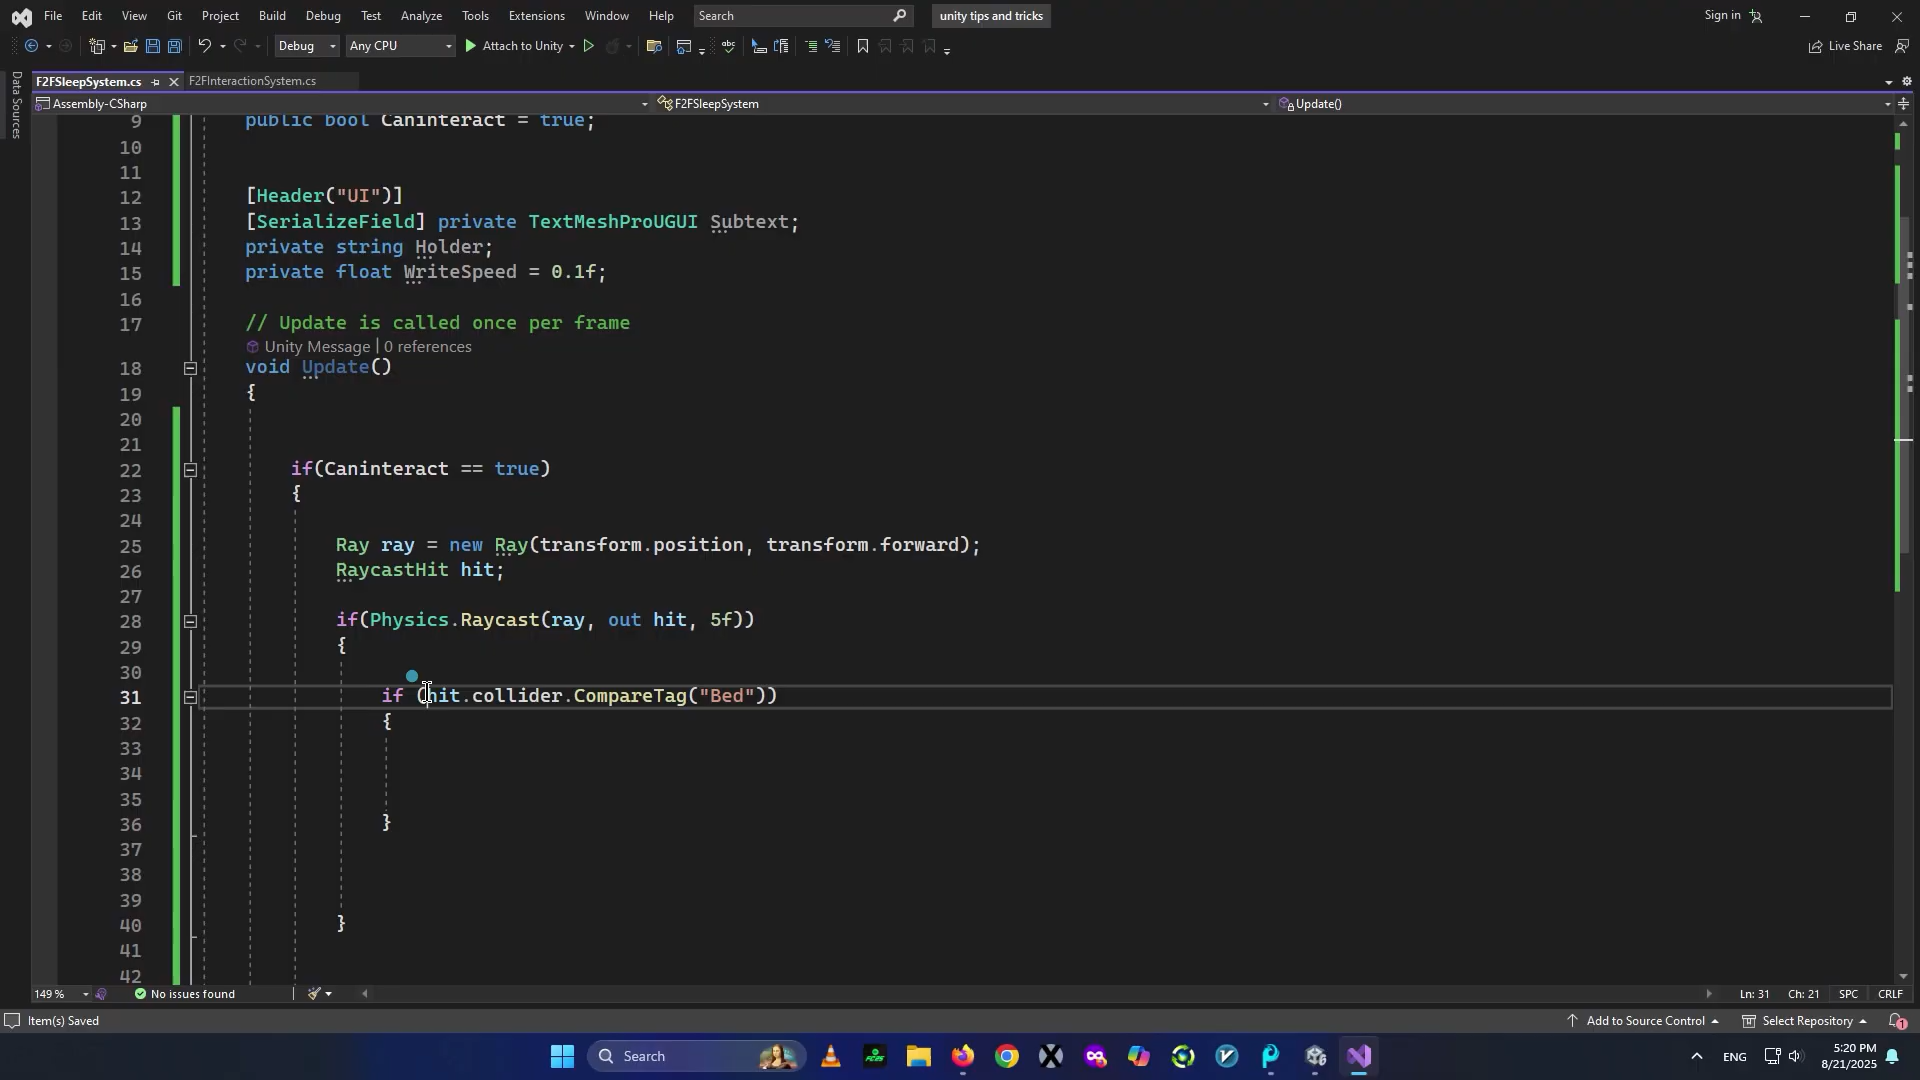 File Edit View Git Project Build Debug Test Analyze Tools Extensions Window Help Search unity tips and tricks Sign in
Debug Any CPU Attach to Unity Live Share
F2FSleepSystem.cs F2FInteractionSystem.cs
Data Sources
Assembly-CSharp F2FSleepSystem Update()
9 public bool Caninteract = true;
10
11
12 [Header("UI")]
13 [SerializeField] private TextMeshProUGUI Subtext;
14 private string Holder;
15 private float WriteSpeed = 0.1f;
16
17 // Update is called once per frame
Unity Message | 0 references
18 void Update()
19 {
20
21
22 if(Caninteract == true)
23 {
24
25 Ray ray = new Ray(transform.position, transform.forward);
26 RaycastHit hit;
27
28 if(Physics.Raycast(ray, out hit, 5f))
29 {
30
31 if (hit.collider.CompareTag("Bed"))
32 {
33
34
35
36 }
37
38
39
40 }
41
42
149 % No issues found Ln: 31 Ch: 21 SPC CRLF
Item(s) Saved Add to Source Control Select Repository 1
Search ENG 5:20 PM
8/21/2025